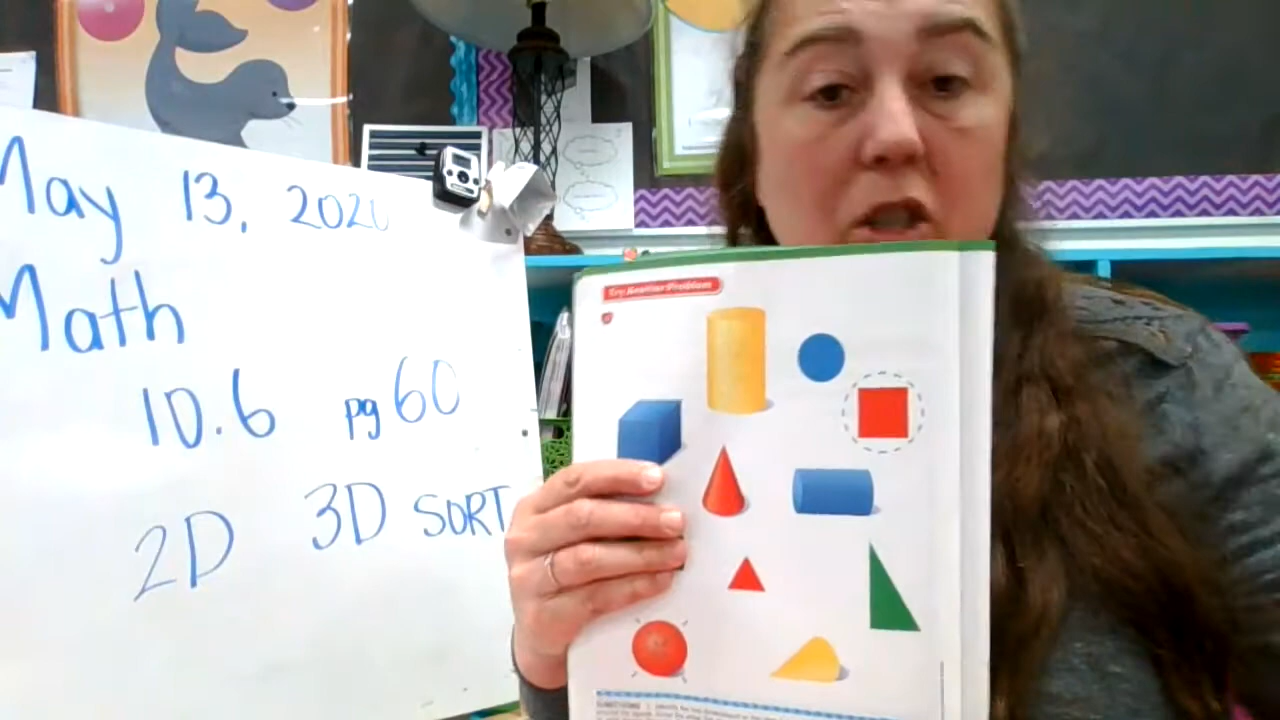 May 13, 2020
Math
10.6 pg 60
2D 3D SORT
Try Another Problem